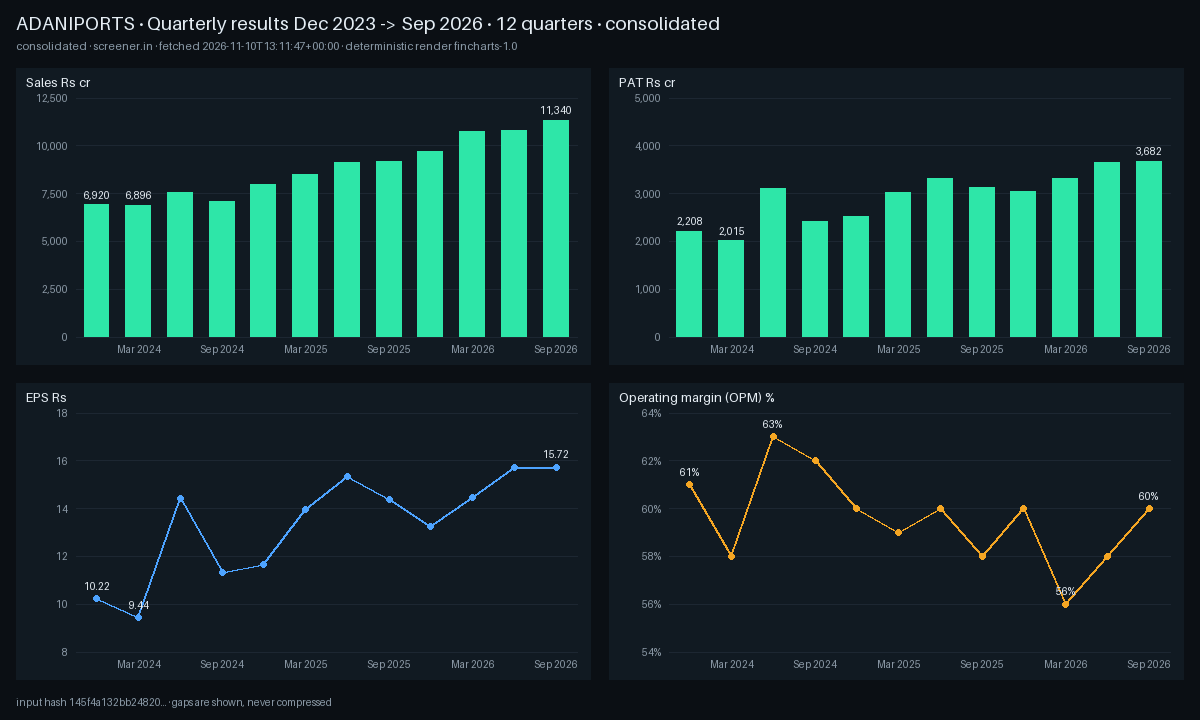 ADANIPORTS · Quarterly results Dec 2023 -> Sep 2026 · 12 quarters · consolidated
consolidated · screener.in · fetched 2026-11-10T13:11:47+00:00 · deterministic render fincharts-1.0
Sales Rs cr
12,500
10,000
7,500
5,000
2,500
0
6,920
6,896
11,340
Mar 2024
Sep 2024
Mar 2025
Sep 2025
Mar 2026
Sep 2026
PAT Rs cr
5,000
4,000
3,000
2,000
1,000
0
2,208
2,015
3,682
Mar 2024
Sep 2024
Mar 2025
Sep 2025
Mar 2026
Sep 2026
EPS Rs
18
16
14
12
10
8
10.22
9.44
15.72
Mar 2024
Sep 2024
Mar 2025
Sep 2025
Mar 2026
Sep 2026
Operating margin (OPM) %
64%
62%
60%
58%
56%
54%
61%
63%
56%
60%
Mar 2024
Sep 2024
Mar 2025
Sep 2025
Mar 2026
Sep 2026
input hash 145f4a132bb24820… · gaps are shown, never compressed